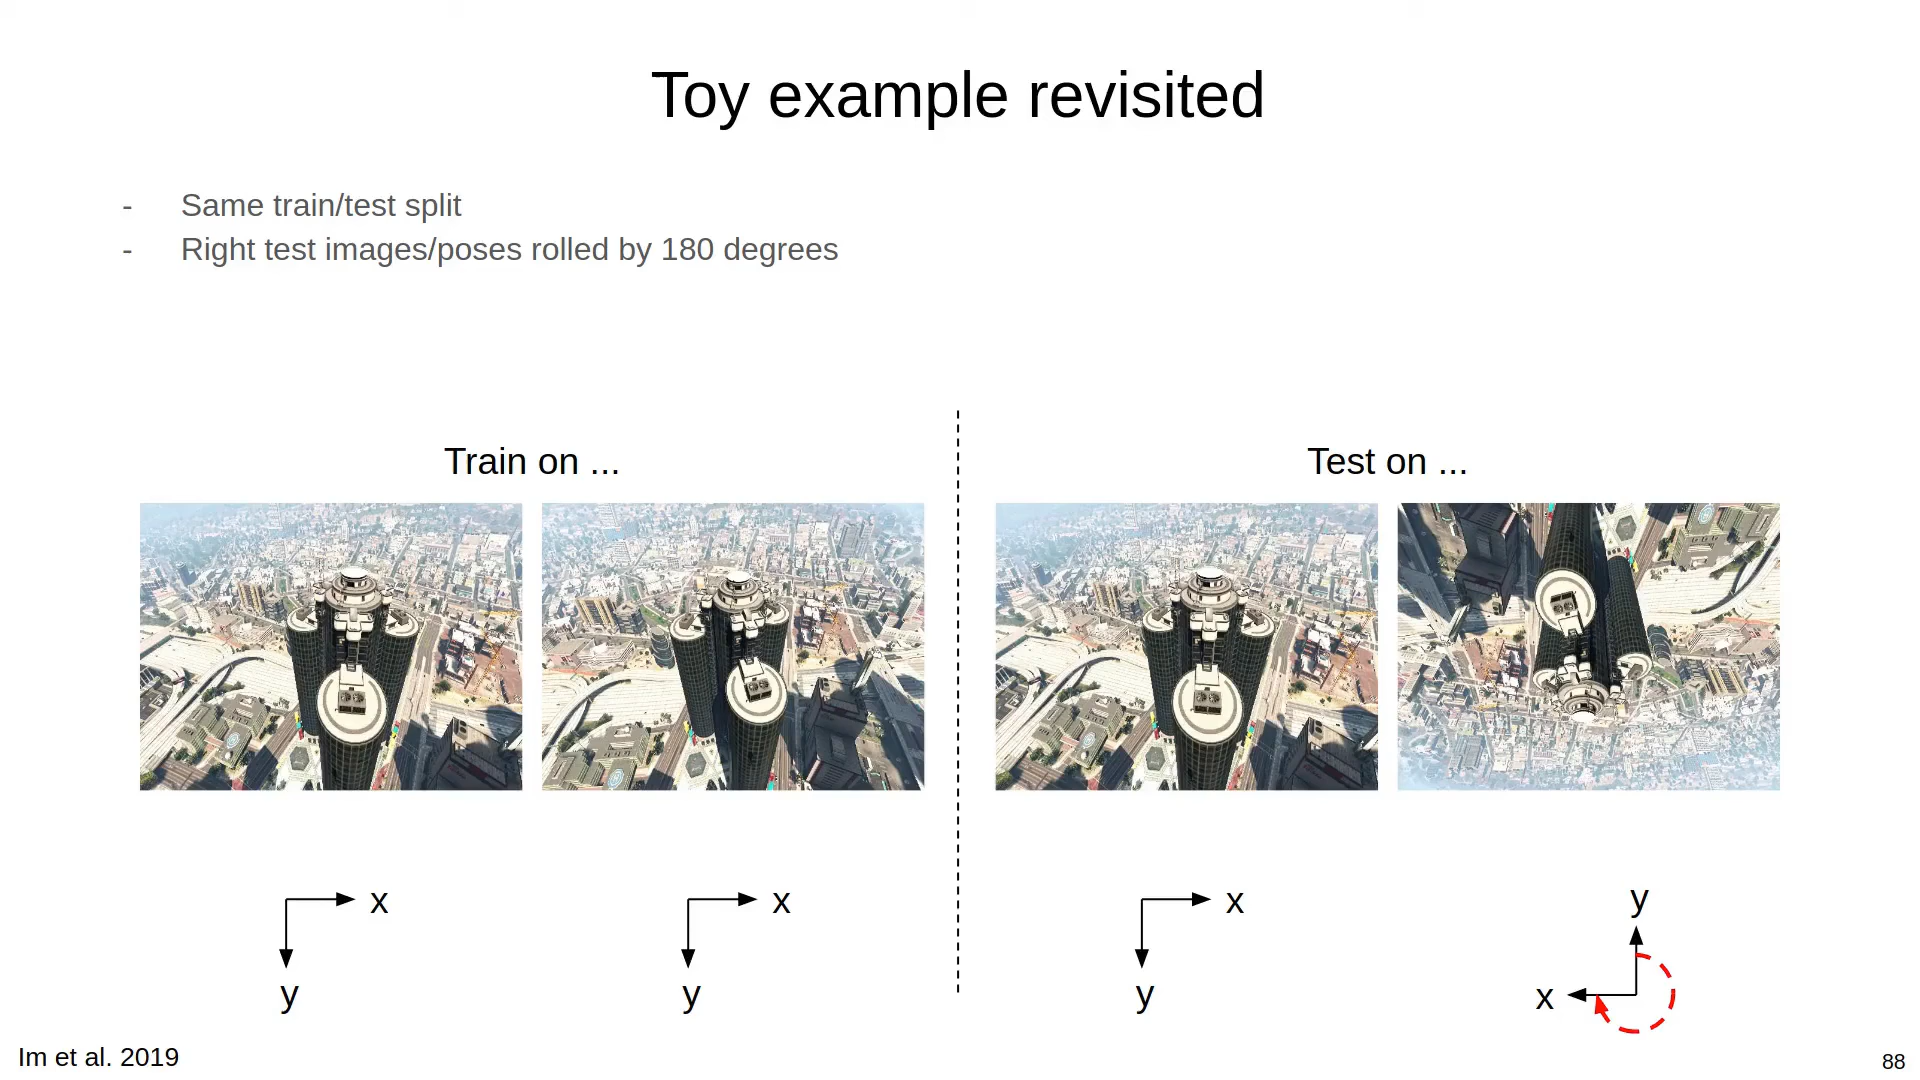 Toy example revisited
- Same train/test split
- Right test images/poses rolled by 180 degrees
Train on ...
Test on ...
x
y
x
y
x
y
y
x
Im et al. 2019
88